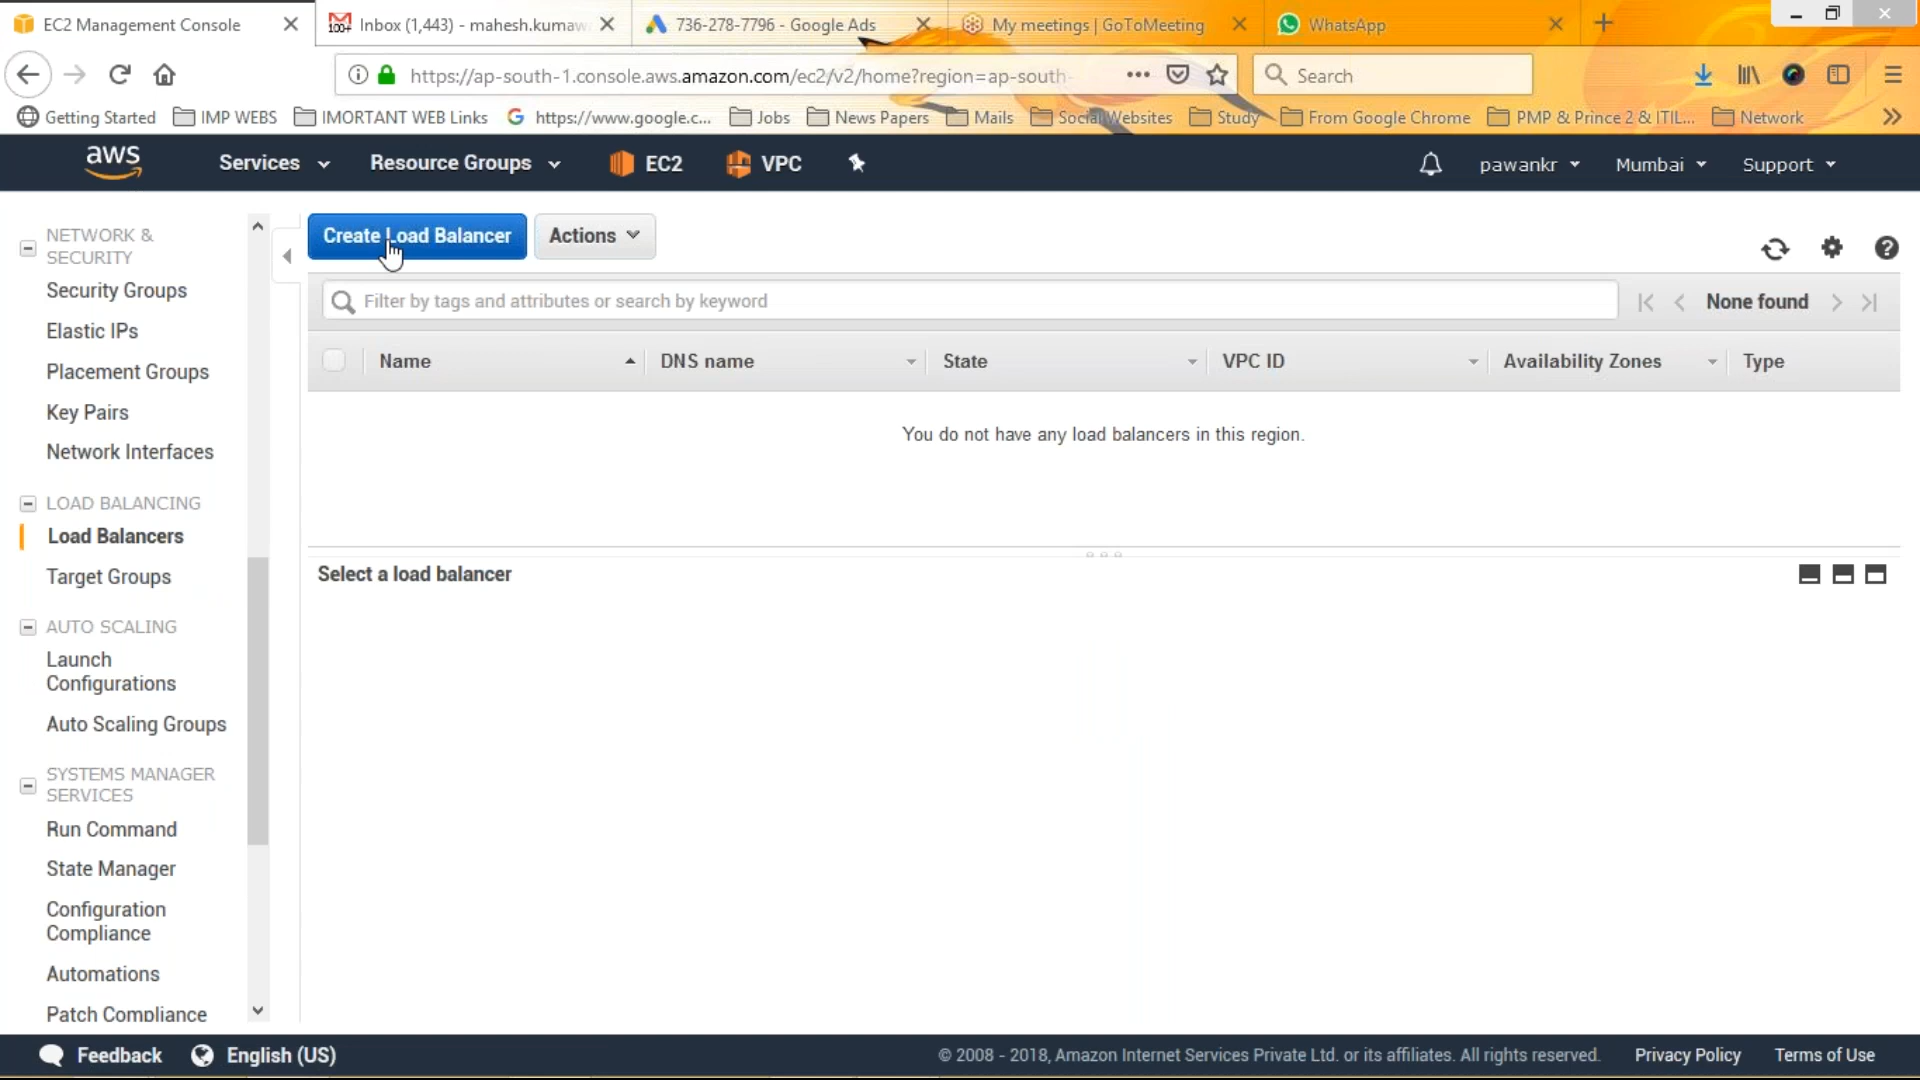 EC2 Management Console
Inbox (1,443) - mahesh.kumaw
736-278-7796 - Google Ads
My meetings | GoToMeeting
WhatsApp
https://ap-south-1.console.aws.amazon.com/ec2/v2/home?region=ap-south-
Search
Getting Started
IMP WEBS
IMORTANT WEB Links
https://www.google.c...
Jobs
News Papers
Mails
Social Websites
Study
From Google Chrome
PMP & Prince 2 & ITIL...
Network
aws
Services
Resource Groups
EC2
VPC
pawankr
Mumbai
Support
NETWORK &
SECURITY
Security Groups
Elastic IPs
Placement Groups
Key Pairs
Network Interfaces
LOAD BALANCING
Load Balancers
Target Groups
AUTO SCALING
Launch
Configurations
Auto Scaling Groups
SYSTEMS MANAGER
SERVICES
Run Command
State Manager
Configuration
Compliance
Automations
Patch Compliance
Create Load Balancer
Actions
Filter by tags and attributes or search by keyword
None found
Name
DNS name
State
VPC ID
Availability Zones
Type
You do not have any load balancers in this region.
Select a load balancer
Feedback
English (US)
© 2008 - 2018, Amazon Internet Services Private Ltd. or its affiliates. All rights reserved.
Privacy Policy
Terms of Use